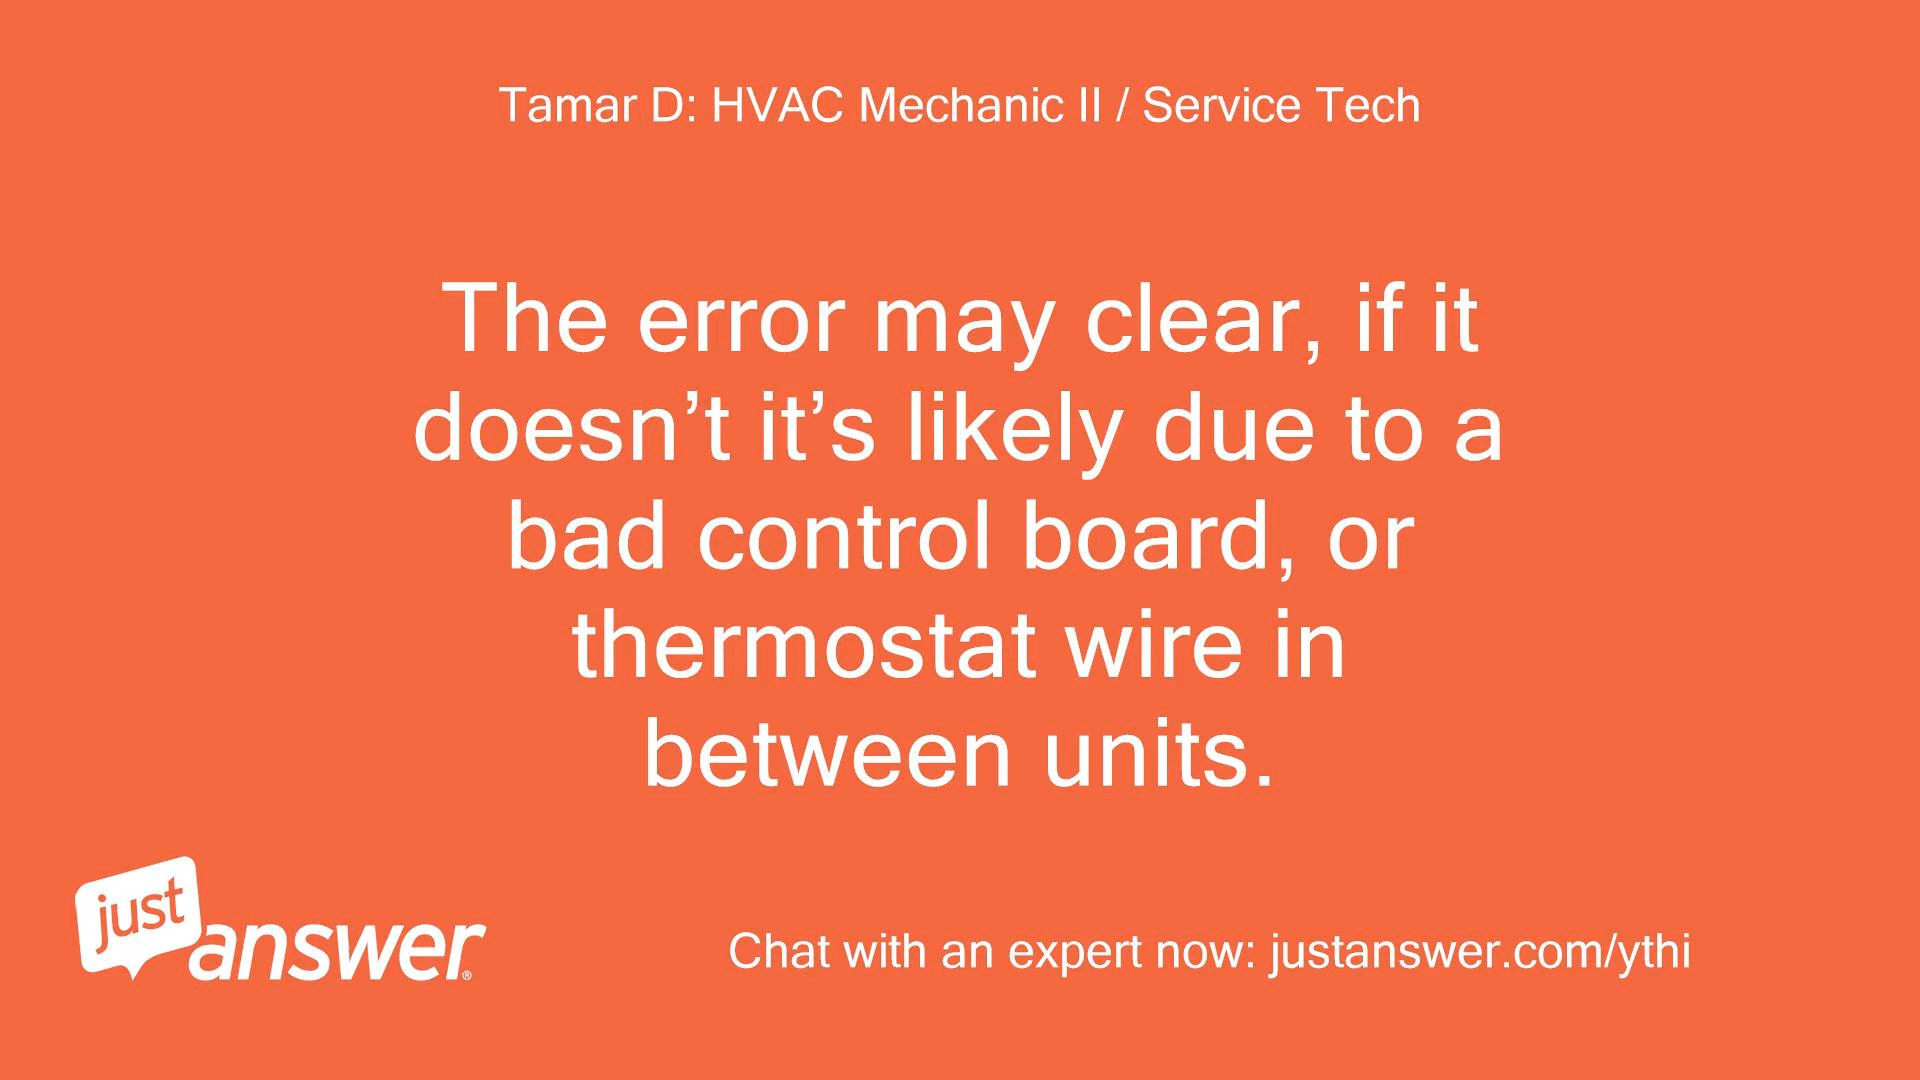 Tamar D: HVAC Mechanic II / Service Tech
The error may clear, if it
doesn’t it’s likely due to a
bad control board, or
thermostat wire in
between units.
just
answer®
Chat with an expert now: justanswer.com/ythi